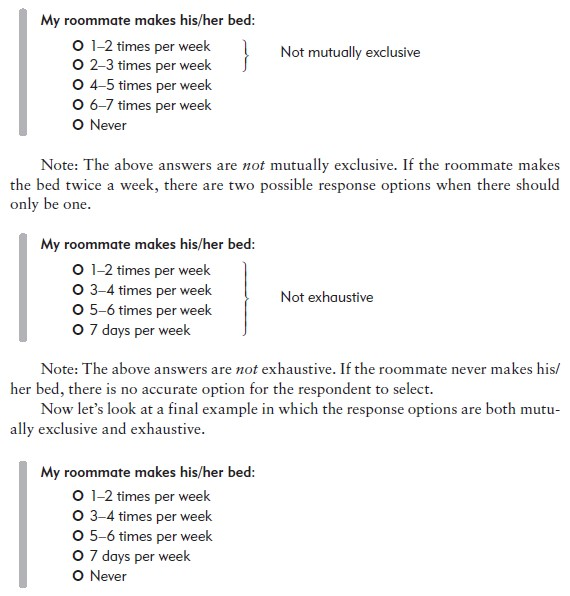 My roommate makes his/her bed:
O 1–2 times per week
Not mutually exclusive
O 2–3 times per week
O 4–5 times per week
O 6–7 times per week
O Never
Note: The above answers are not mutually exclusive. If the roommate makes
the bed twice a week, there are two possible response options when there should
only be one.
My roommate makes his/her bed:
O 1–2 times per week
O 3–4 times per week
Not exhaustive
O 5–6 times per week
O 7 days per week
Note: The above answers are not exhaustive. If the roommate never makes his/
her bed, there is no accurate option for the respondent to select.
Now let’s look at a final example in which the response options are both mutu-
ally exclusive and exhaustive.
My roommate makes his/her bed:
O 1–2 times per week
O 3–4 times per week
O 5–6 times per week
O 7 days per week
O Never